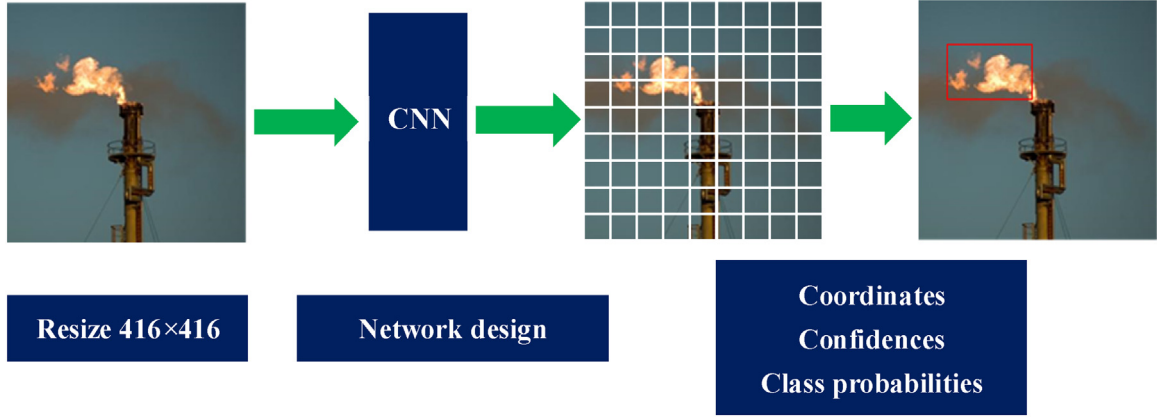 CNN
Resize 416×416
Network design
Coordinates
Confidences
Class probabilities